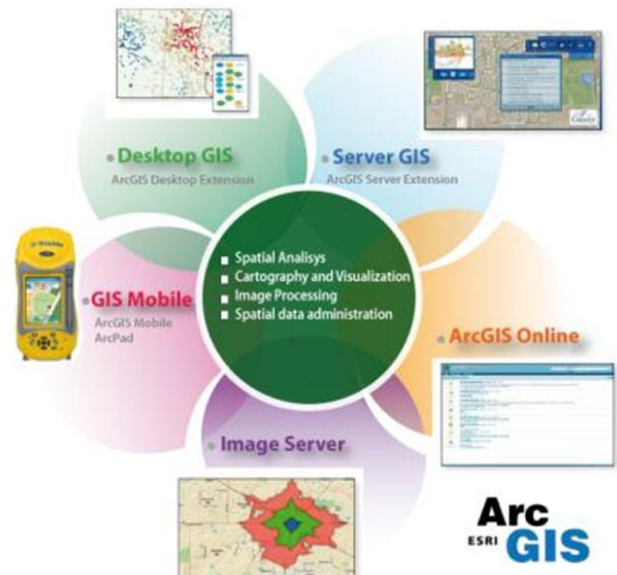 Desktop GIS
ArcGIS Desktop Extension
Server GIS
ArcGIS Server Extension
Spatial Analisys
Cartography and Visualization
Image Processing
Spatial data administration
GIS Mobile
ArcGIS Mobile
ArcPad
ArcGIS Online
Image Server
Arc
ESRI GIS